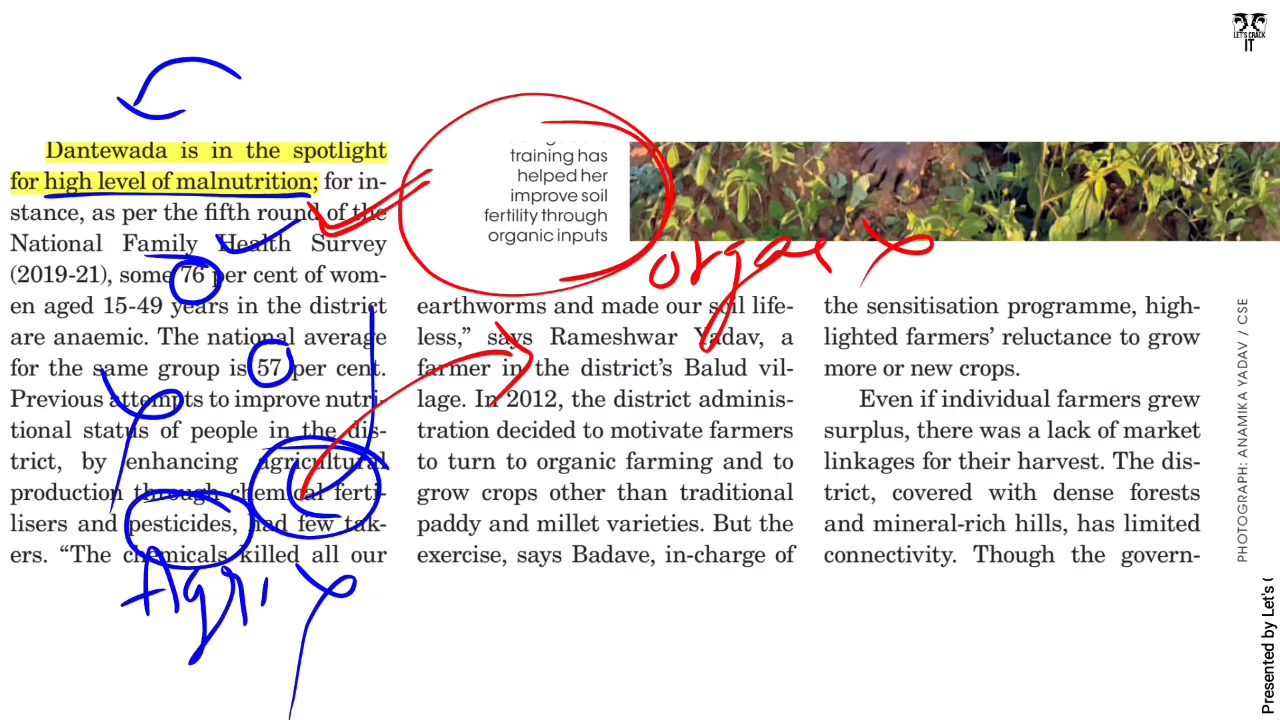 LET'S CRACK
IT
Dantewada is in the spotlight
for high level of malnutrition; for in-
stance, as per the fifth round of the
National Family Health Survey
(2019-21), some 76 per cent of wom-
en aged 15-49 years in the district
are anaemic. The national average
for the same group is 57 per cent.
Previous attempts to improve nutri-
tional status of people in the dis-
trict, by enhancing agricultural
production through chemical ferti-
lisers and pesticides, had few tak-
ers. “The chemicals killed all our
Agri
training has
helped her
improve soil
fertility through
organic inputs
earthworms and made our soil life-
less,” says Rameshwar Yadav, a
farmer in the district’s Balud vil-
lage. In 2012, the district adminis-
tration decided to motivate farmers
to turn to organic farming and to
grow crops other than traditional
paddy and millet varieties. But the
exercise, says Badave, in-charge of
the sensitisation programme, high-
lighted farmers’ reluctance to grow
more or new crops.
Even if individual farmers grew
surplus, there was a lack of market
linkages for their harvest. The dis-
trict, covered with dense forests
and mineral-rich hills, has limited
connectivity. Though the govern-
PHOTOGRAPH: ANAMIKA YADAV / CSE
Presented by Let's